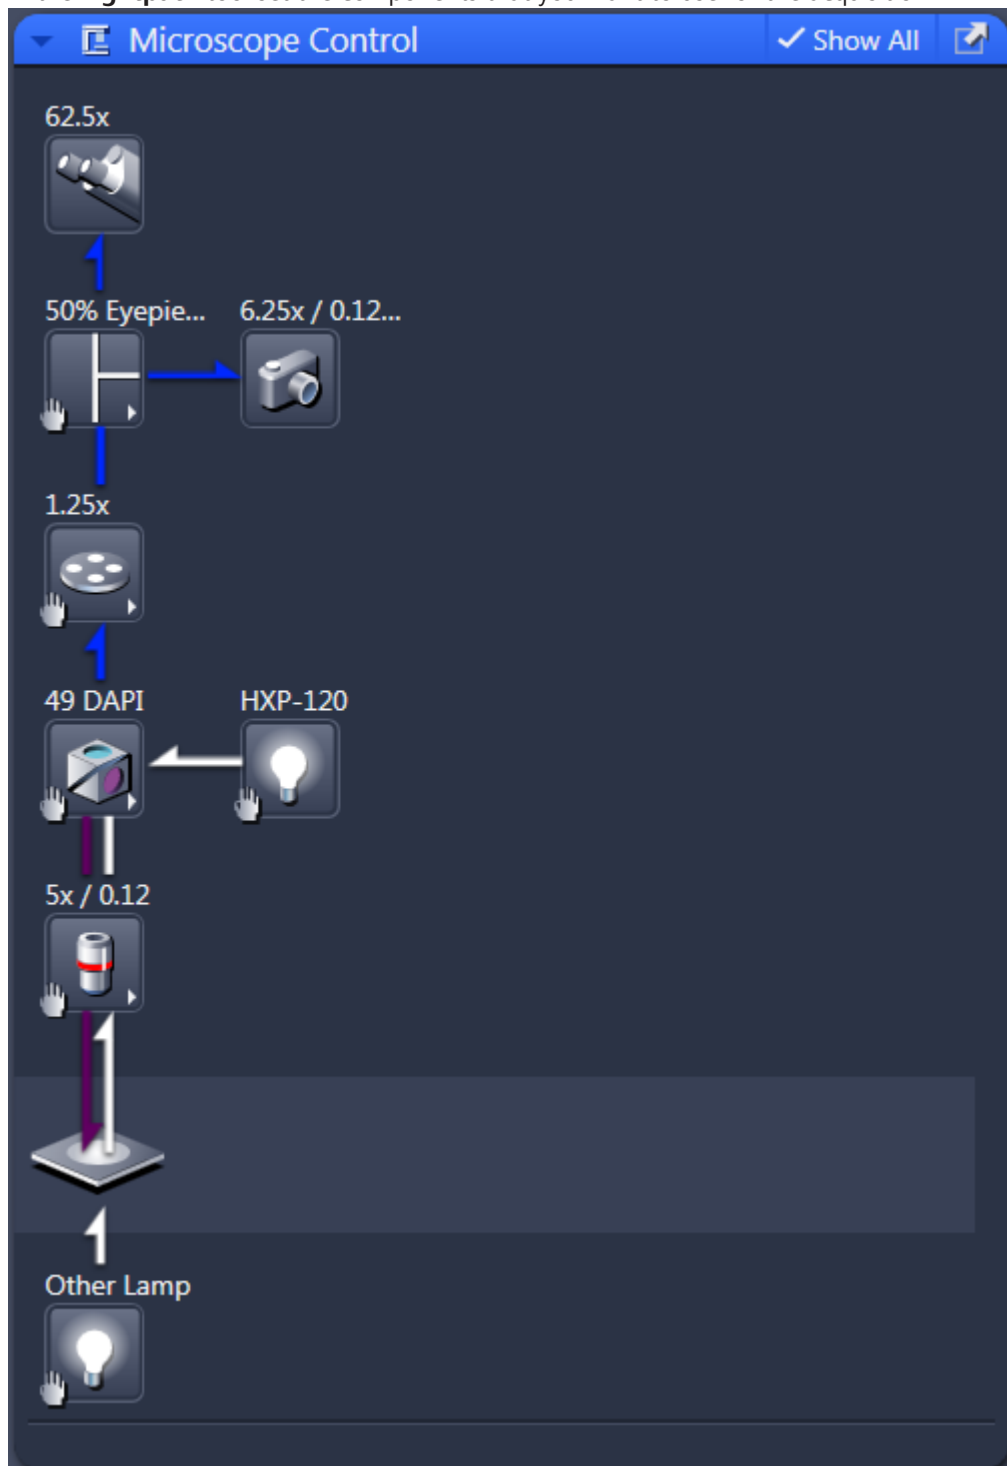 Microscope Control Show All
62.5x
50% Eyepie... 6.25x / 0.12...
1.25x
49 DAPI HXP-120
5x / 0.12
Other Lamp